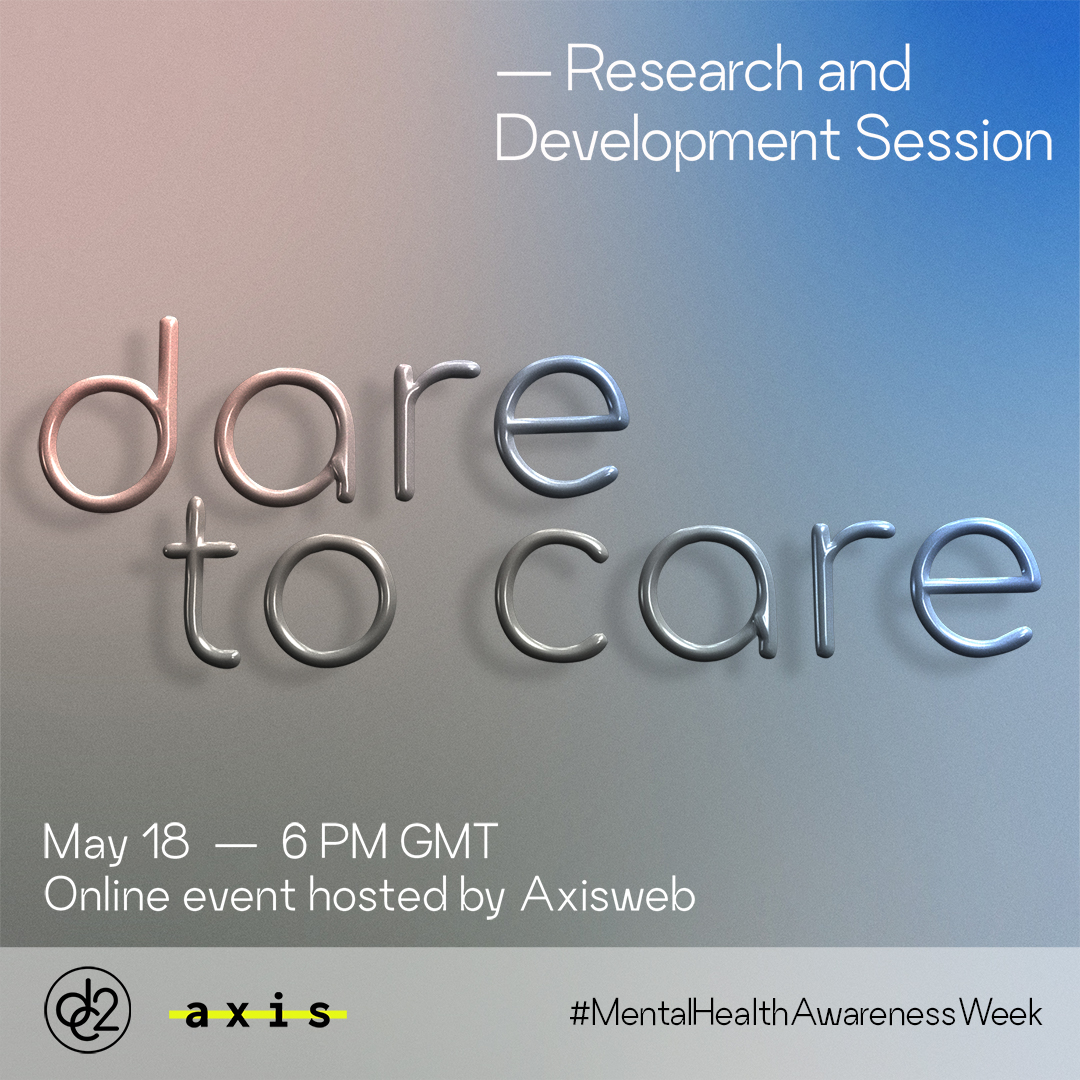 — Research and
Development Session
dare
to care
May 18 — 6 PM GMT
Online event hosted by Axisweb
dc2
axis
#MentalHealthAwarenessWeek